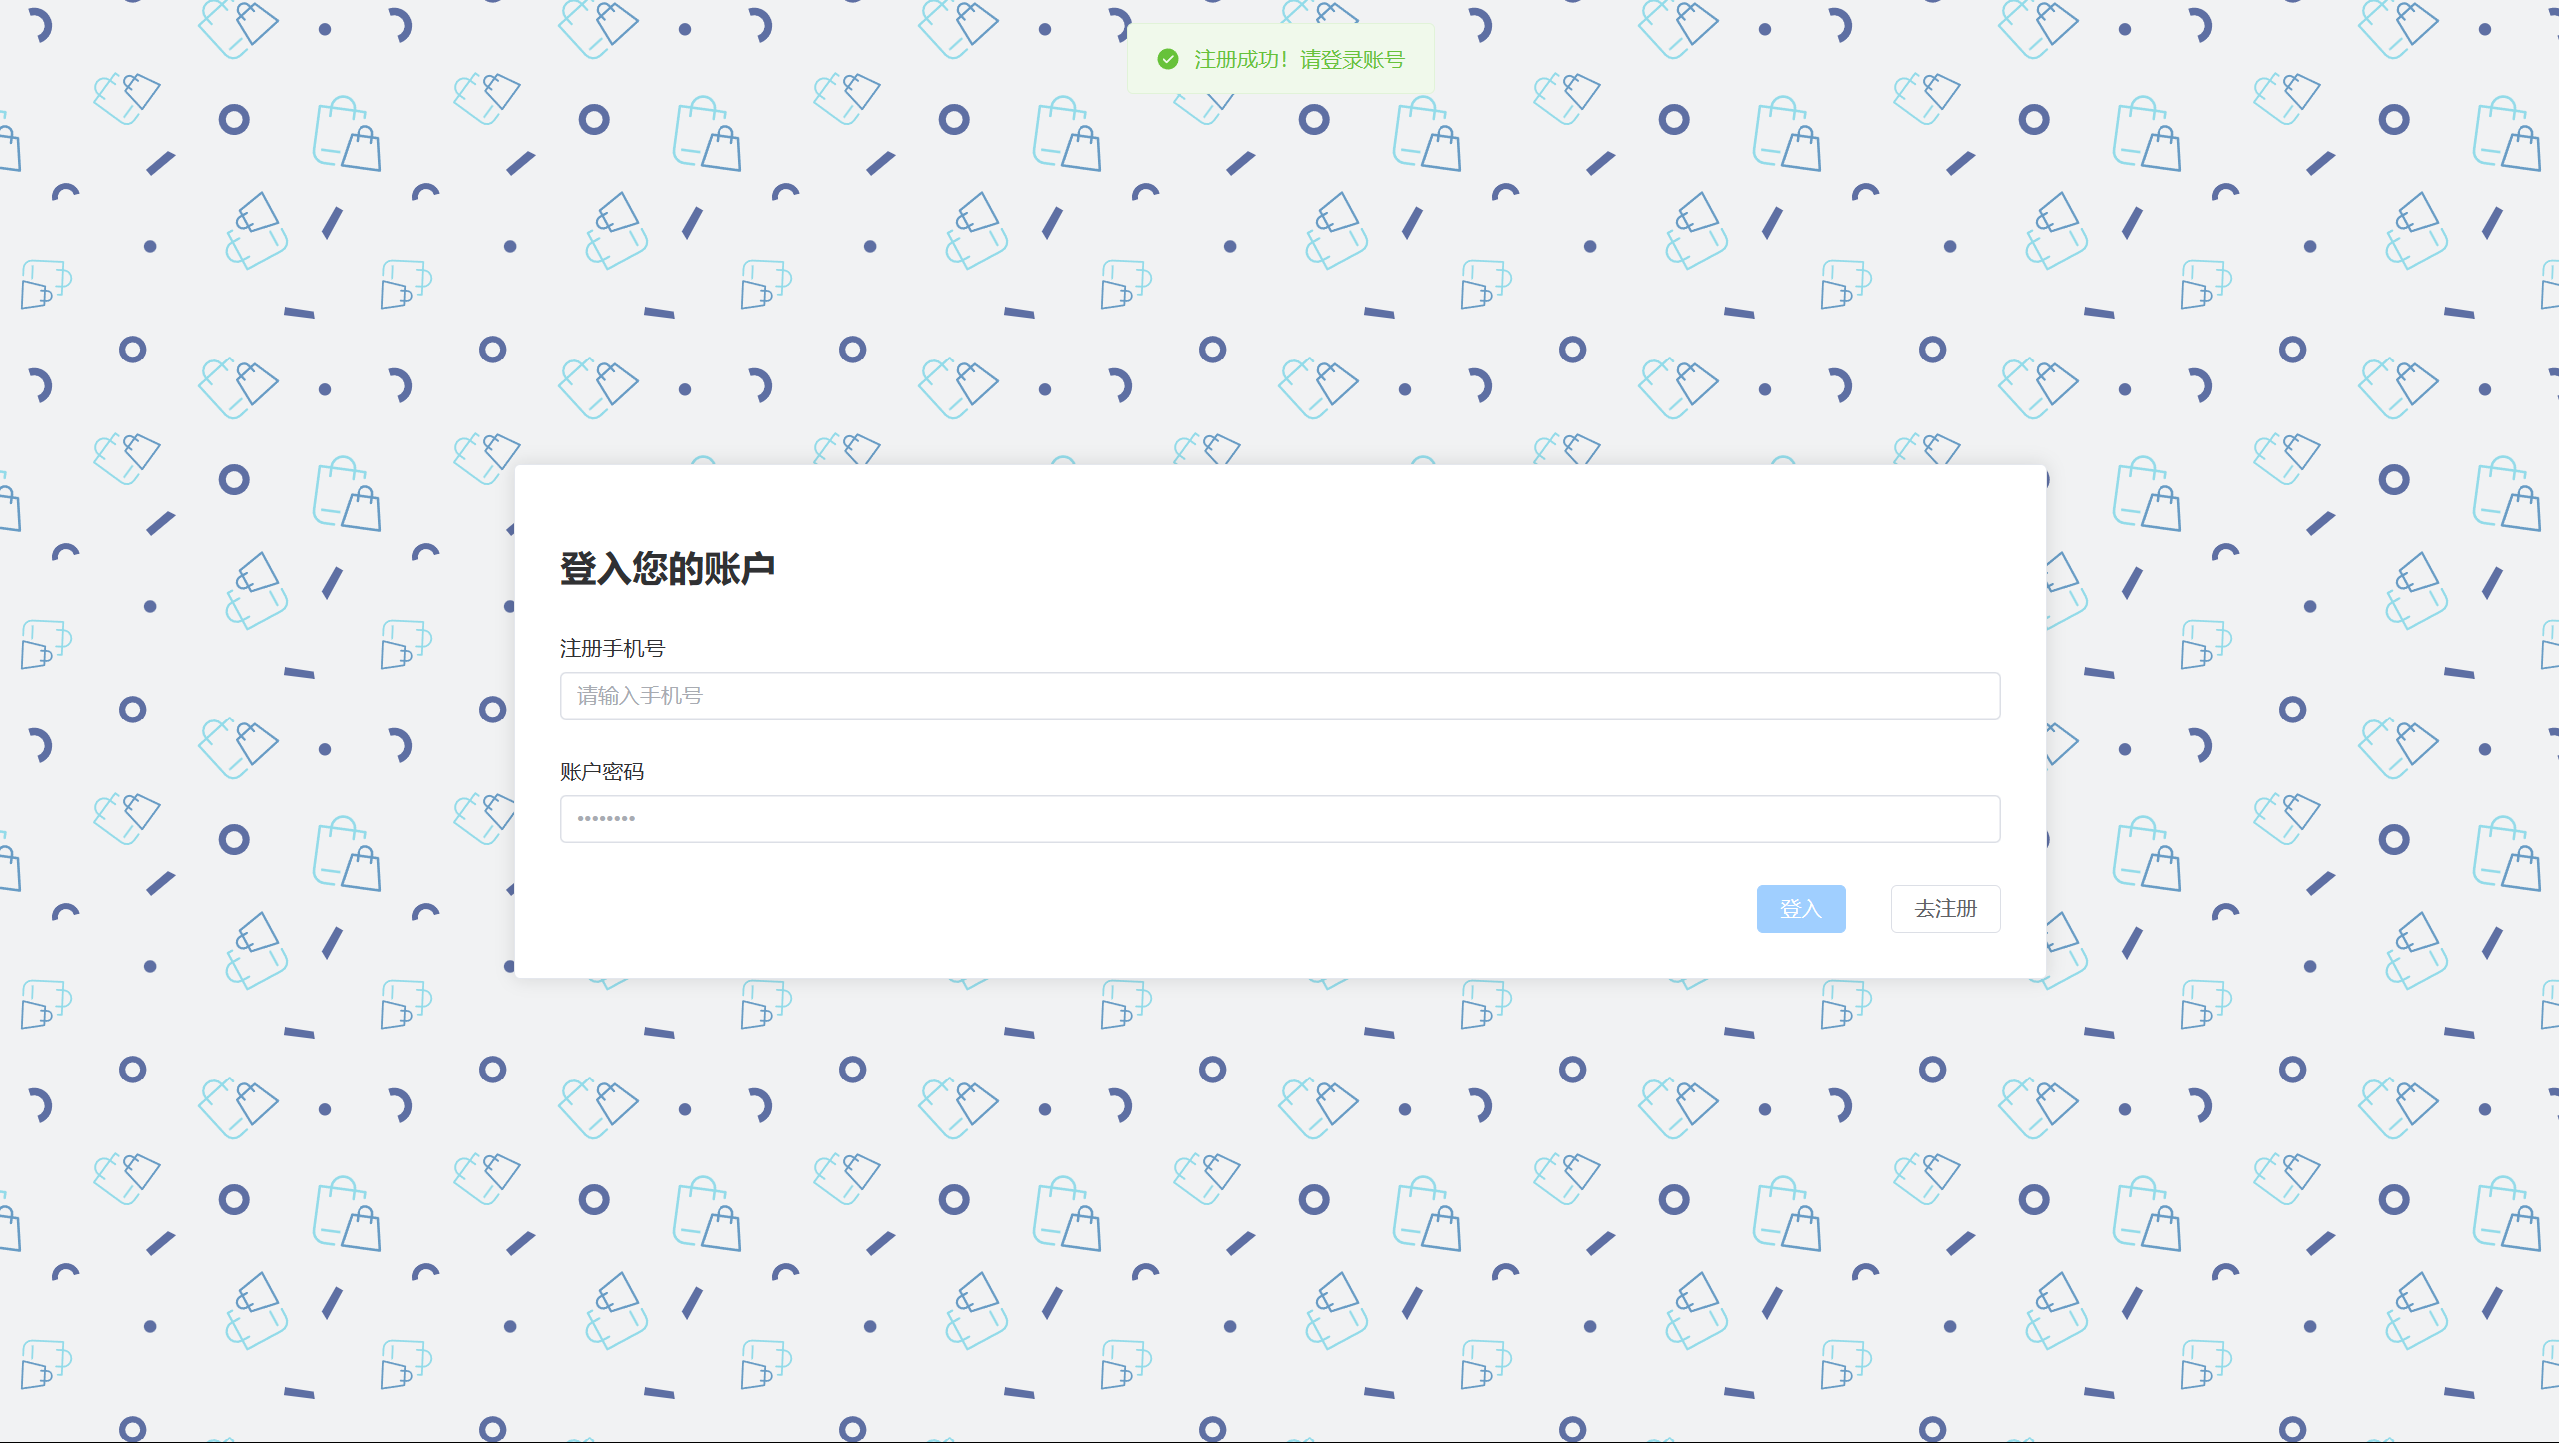 注册成功！请登录账号
登入您的账户
注册手机号
请输入手机号
账户密码
••••••••
登入
去注册